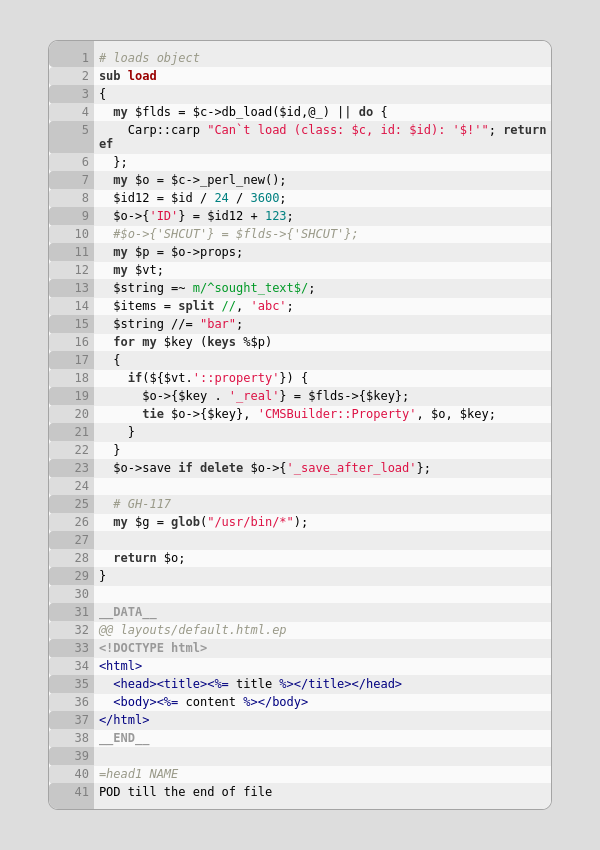 1 # loads object
2 sub load
3 {
4   my $flds = $c->db_load($id,@_) || do {
5     Carp::carp "Can`t load (class: $c, id: $id): '$!'"; return
ef
6   };
7   my $o = $c->_perl_new();
8   $id12 = $id / 24 / 3600;
9   $o->{'ID'} = $id12 + 123;
10   #$o->{'SHCUT'} = $flds->{'SHCUT'};
11   my $p = $o->props;
12   my $vt;
13   $string =~ m/^sought_text$/;
14   $items = split //, 'abc';
15   $string //= "bar";
16   for my $key (keys %$p)
17   {
18     if(${$vt.'::property'}) {
19       $o->{$key . '_real'} = $flds->{$key};
20       tie $o->{$key}, 'CMSBuilder::Property', $o, $key;
21     }
22   }
23   $o->save if delete $o->{'_save_after_load'};
24
25   # GH-117
26   my $g = glob("/usr/bin/*");
27
28   return $o;
29 }
30
31 __DATA__
32 @@ layouts/default.html.ep
33 <!DOCTYPE html>
34 <html>
35   <head><title><%= title %></title></head>
36   <body><%= content %></body>
37 </html>
38 __END__
39
40 =head1 NAME
41 POD till the end of file